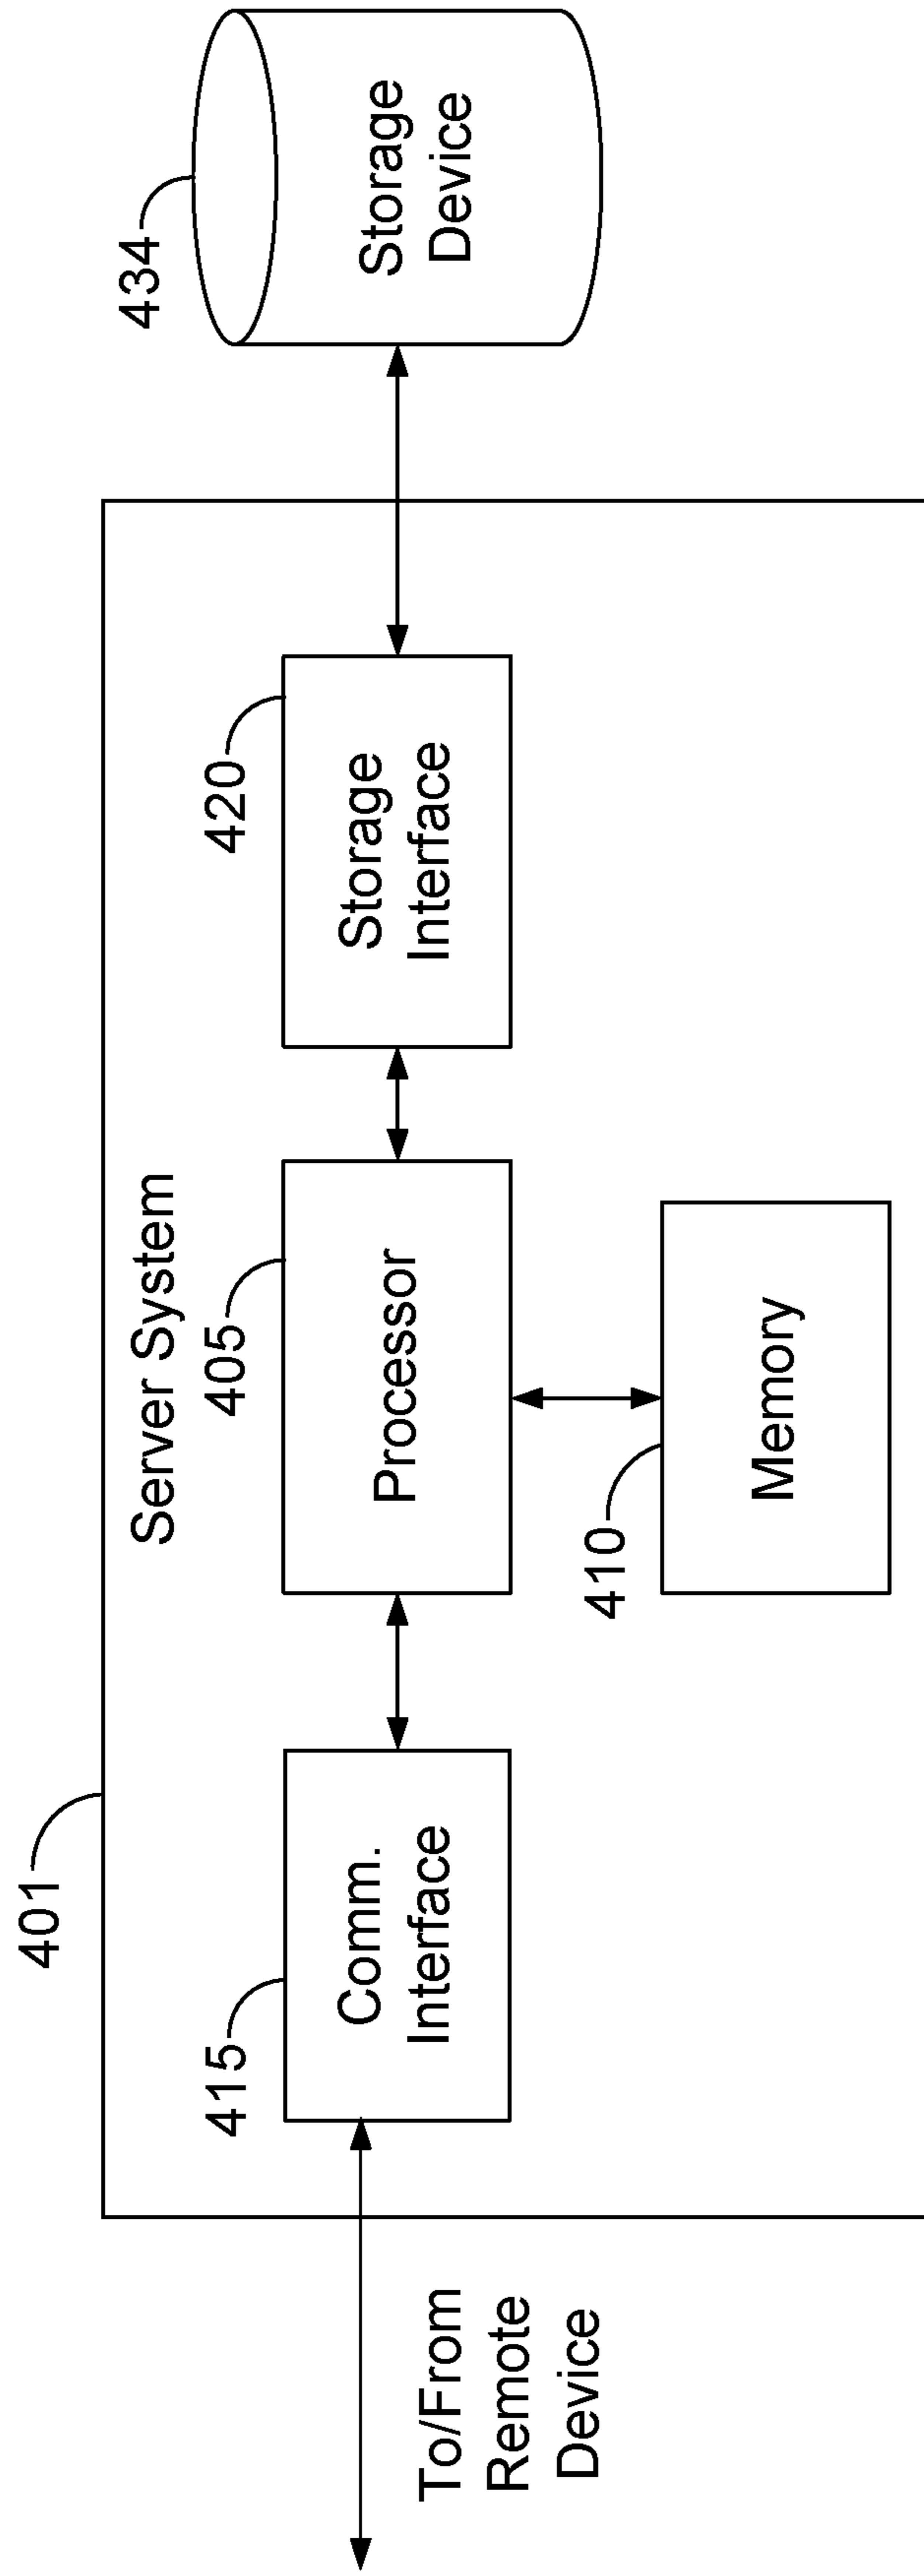 401
Server System
415
Comm.
Interface
405
Processor
420
Storage
Interface
434
Storage
Device
To/From
Remote
Device
410
Memory